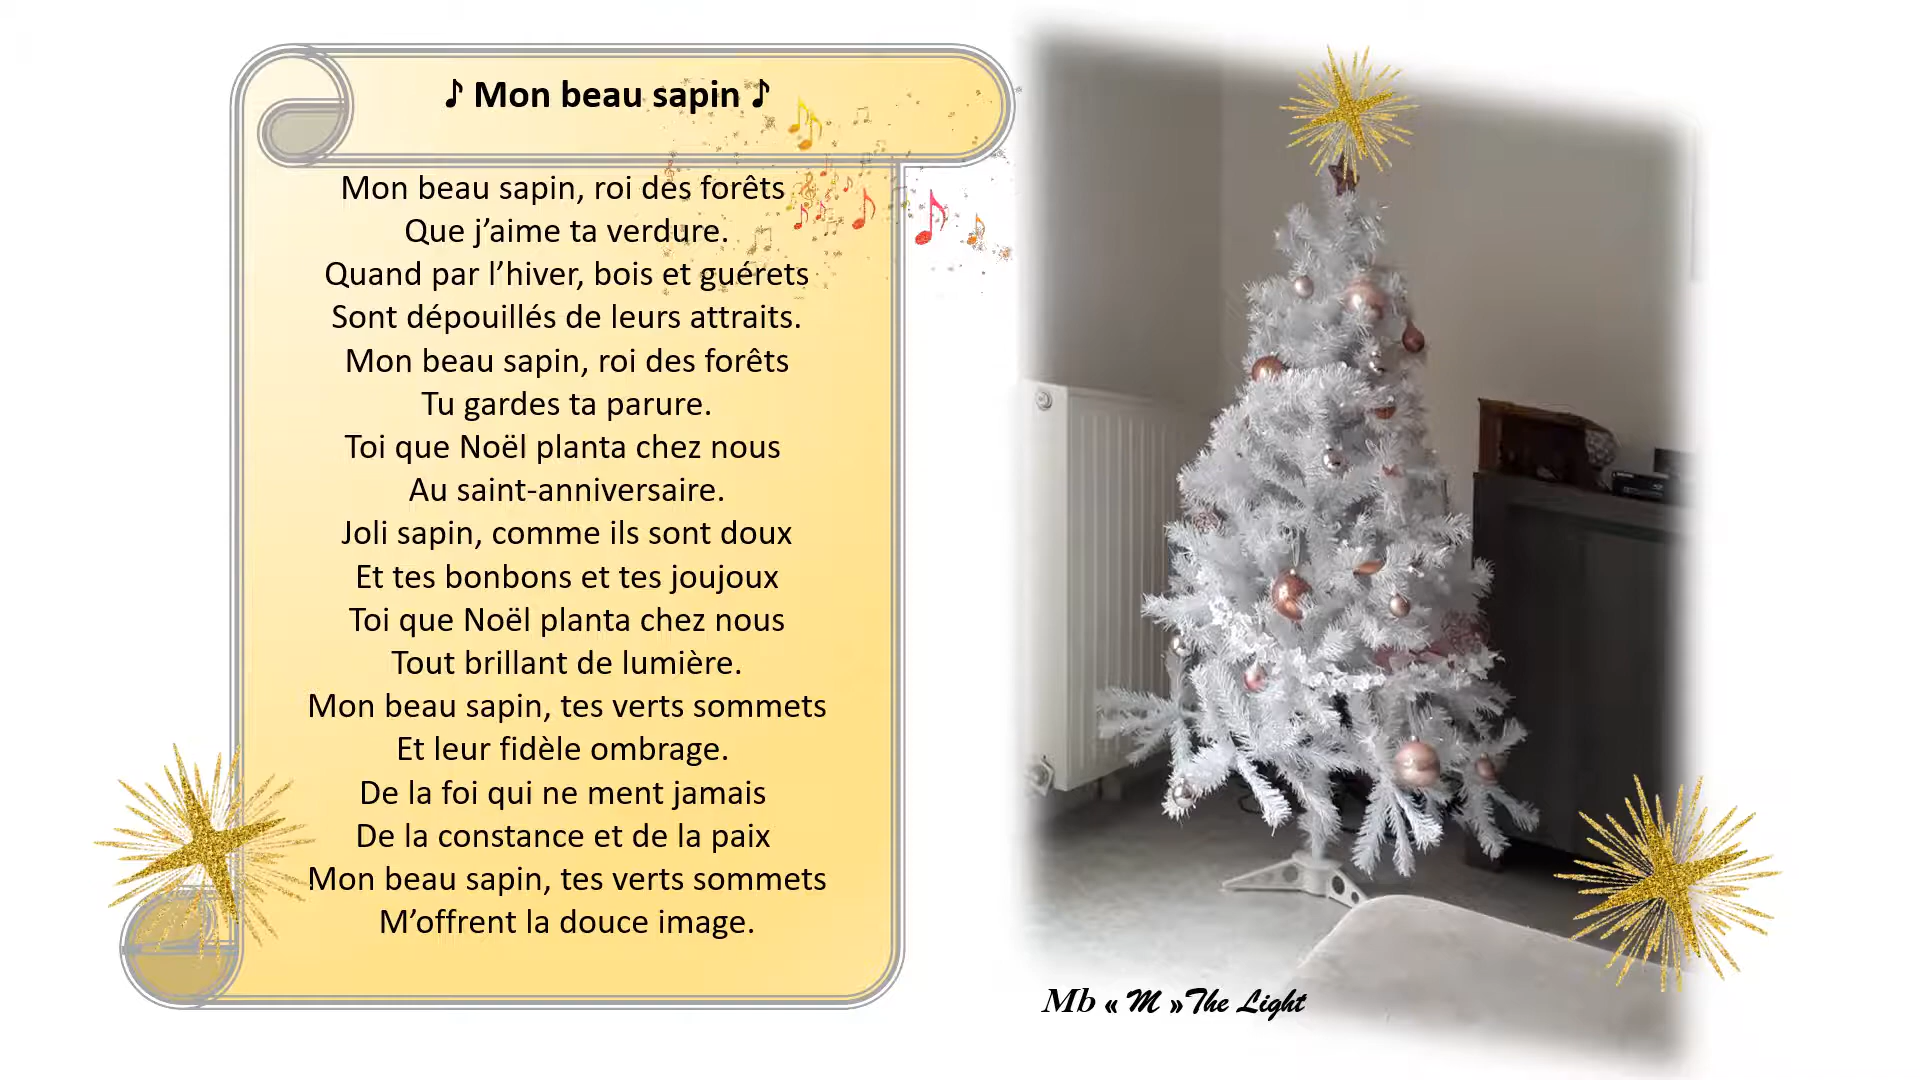 ♪ Mon beau sapin ♪
Mon beau sapin, roi des forêts
Que j’aime ta verdure.
Quand par l’hiver, bois et guérets
Sont dépouillés de leurs attraits.
Mon beau sapin, roi des forêts
Tu gardes ta parure.
Toi que Noël planta chez nous
Au saint-anniversaire.
Joli sapin, comme ils sont doux
Et tes bonbons et tes joujoux
Toi que Noël planta chez nous
Tout brillant de lumière.
Mon beau sapin, tes verts sommets
Et leur fidèle ombrage.
De la foi qui ne ment jamais
De la constance et de la paix
Mon beau sapin, tes verts sommets
M’offrent la douce image.
Mb « M »The Light